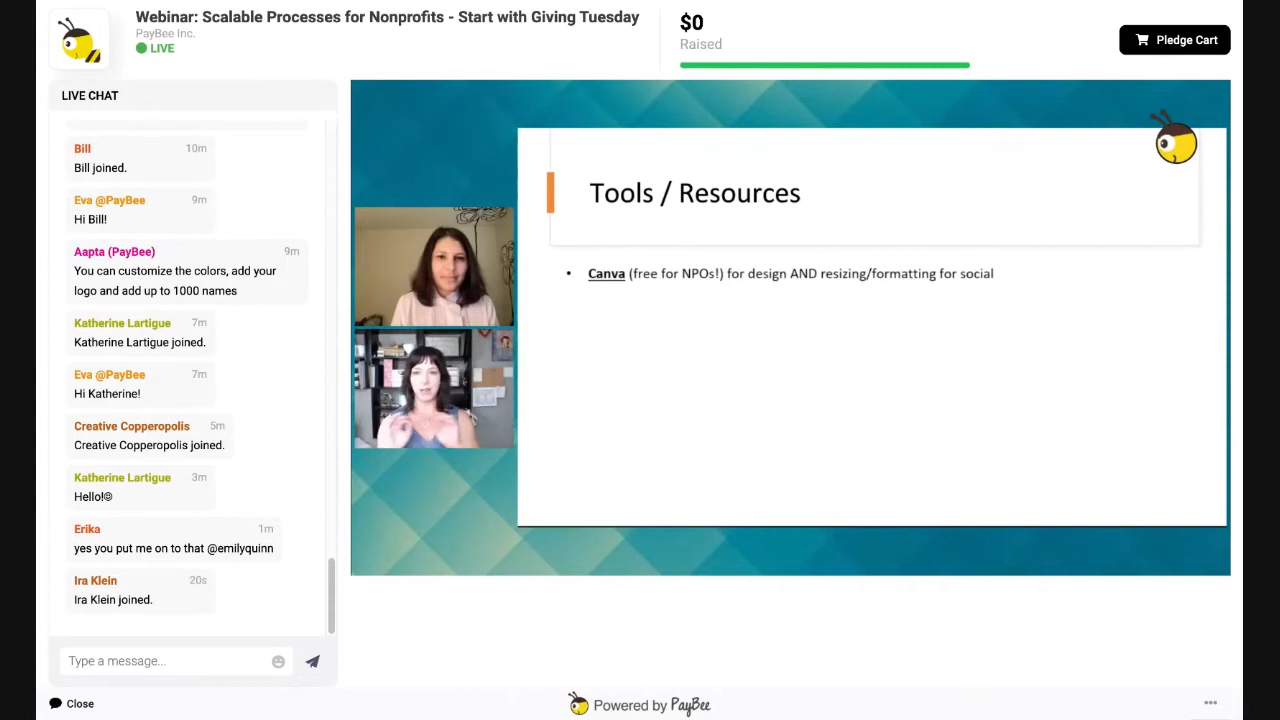 Webinar: Scalable Processes for Nonprofits - Start with Giving Tuesday
PayBee Inc.
LIVE
$0
Raised
Pledge Cart
LIVE CHAT
Bill 10m
Bill joined.
Eva @PayBee 9m
Hi Bill!
Aapta (PayBee) 9m
You can customize the colors, add your
logo and add up to 1000 names
Katherine Lartigue 7m
Katherine Lartigue joined.
Eva @PayBee 7m
Hi Katherine!
Creative Copperopolis 5m
Creative Copperopolis joined.
Katherine Lartigue 3m
Hello!☺
Erika 1m
yes you put me on to that @emilyquinn
Ira Klein 20s
Ira Klein joined.
Type a message...
Close
Tools / Resources
• Canva (free for NPOs!) for design AND resizing/formatting for social
Powered by PayBee